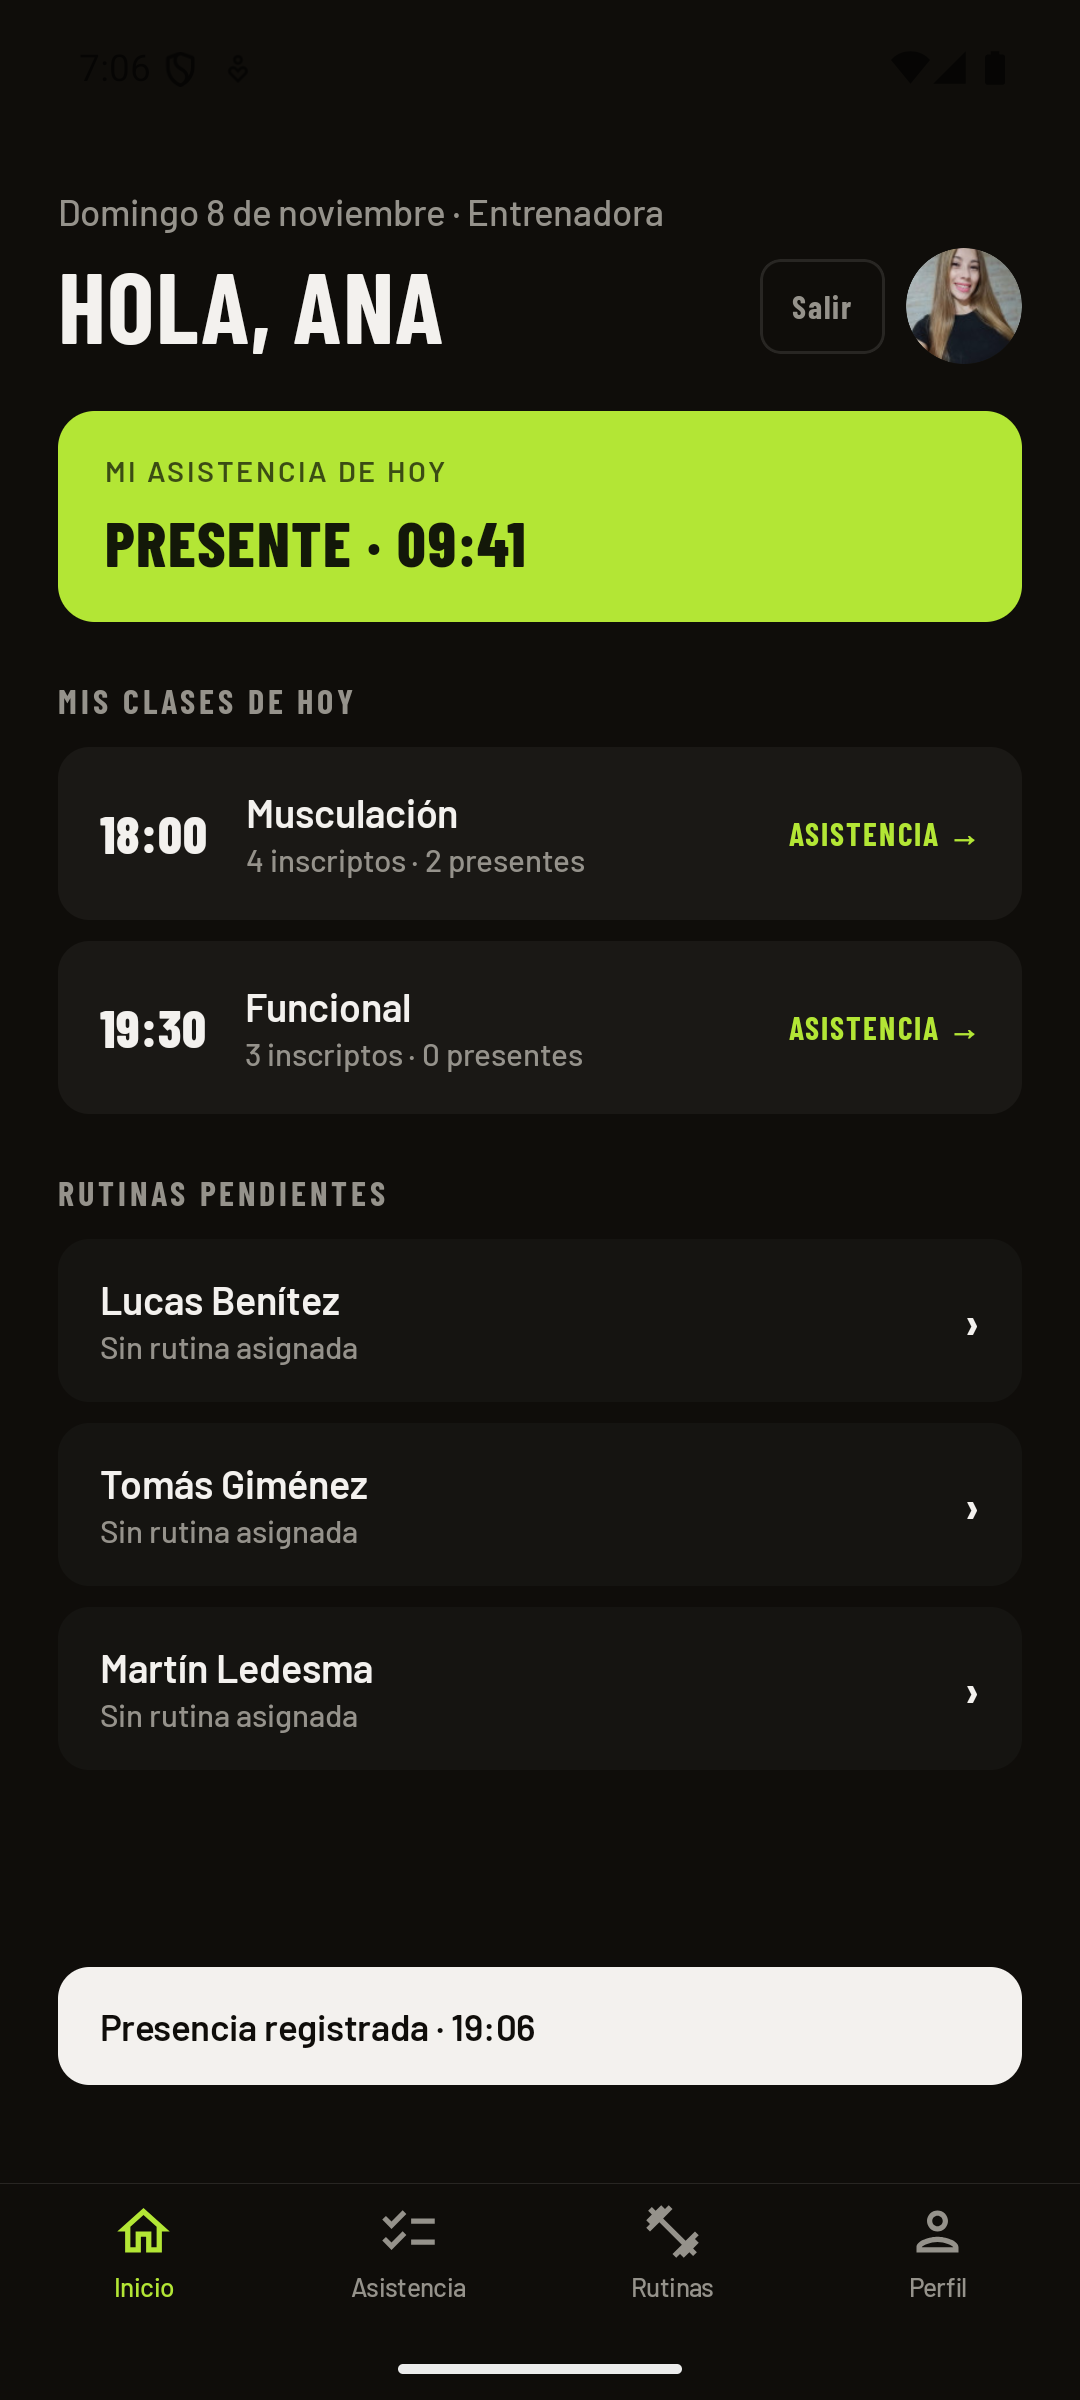 7:06
Domingo 8 de noviembre · Entrenadora
HOLA, ANA
Salir
MI ASISTENCIA DE HOY
PRESENTE · 09:41
MIS CLASES DE HOY
18:00
Musculación
4 inscriptos · 2 presentes
ASISTENCIA →
19:30
Funcional
3 inscriptos · 0 presentes
ASISTENCIA →
RUTINAS PENDIENTES
Lucas Benítez
Sin rutina asignada
Tomás Giménez
Sin rutina asignada
Martín Ledesma
Sin rutina asignada
Presencia registrada · 19:06
Inicio
Asistencia
Rutinas
Perfil